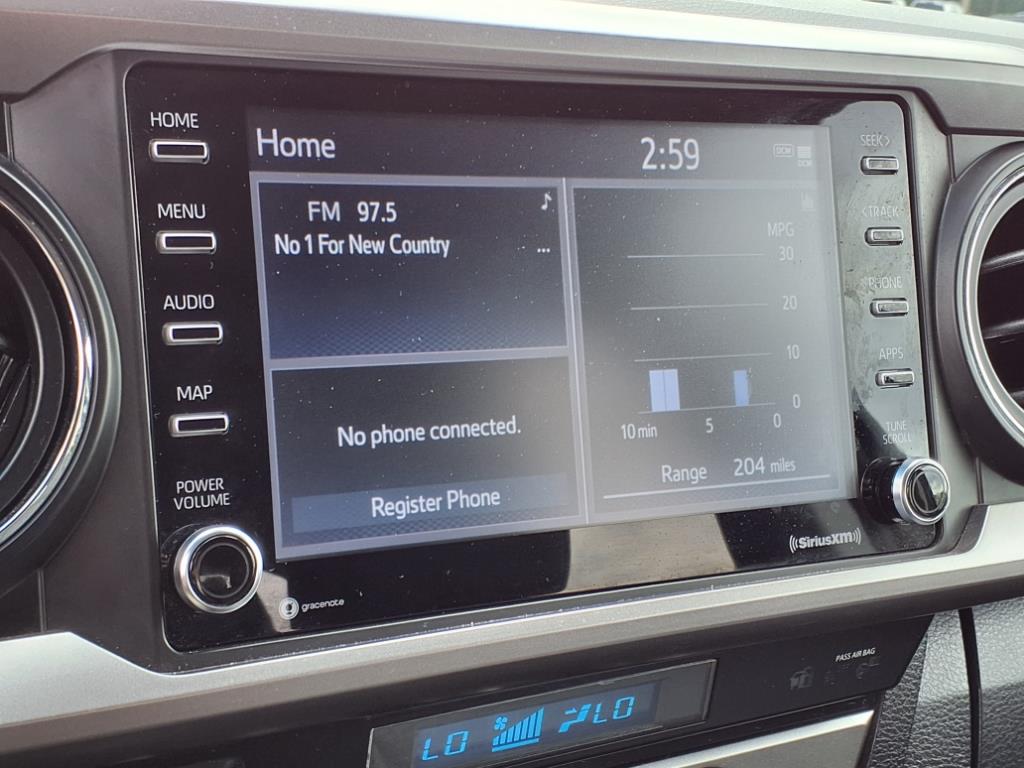 HOME
MENU
AUDIO
MAP
POWER
VOLUME
Home
2:59
DCM
DCM
FM 97.5
No 1 For New Country
...
No phone connected.
Register Phone
MPG
30
20
10
0
10 min 5 0
Range 204 miles
SEEK >
< TRACK
PHONE
APPS
TUNE
SCROLL
gracenote
((SiriusXM))
PASS AIR BAG
LO LO